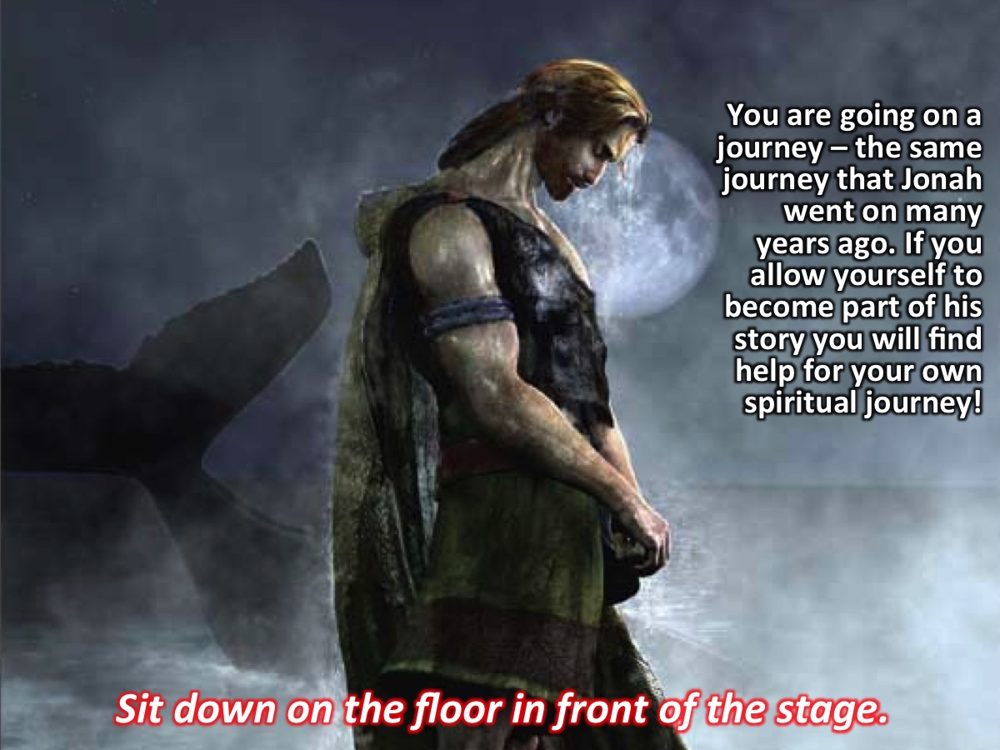 You are going on a
journey – the same
journey that Jonah
went on many
years ago. If you
allow yourself to
become part of his
story you will find
help for your own
spiritual journey!
Sit down on the floor in front of the stage.